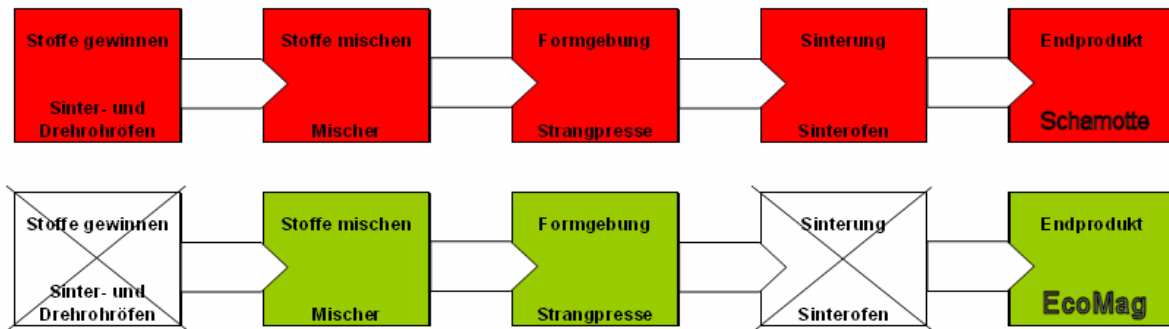 Stoffe gewinnen
Sinter- und
Drehrohröfen
Stoffe mischen
Mischer
Formgebung
Strangpresse
Sinterung
Sinterofen
Endprodukt
Schamotte
Stoffe gewinnen
Sinter- und
Drehrohröfen
Stoffe mischen
Mischer
Formgebung
Strangpresse
Sinterung
Sinterofen
Endprodukt
EcoMag